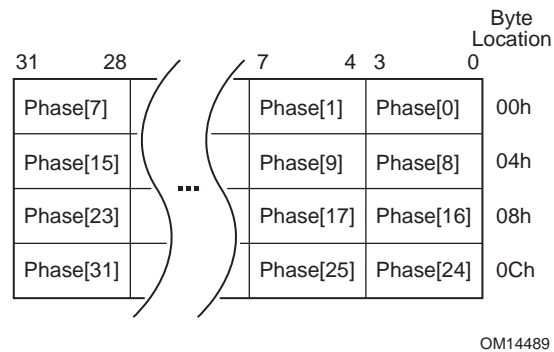 Byte
Location
31 28 7 4 3 0
Phase[7] ... Phase[1] Phase[0] 00h
Phase[15] Phase[9] Phase[8] 04h
Phase[23] Phase[17] Phase[16] 08h
Phase[31] Phase[25] Phase[24] 0Ch
OM14489